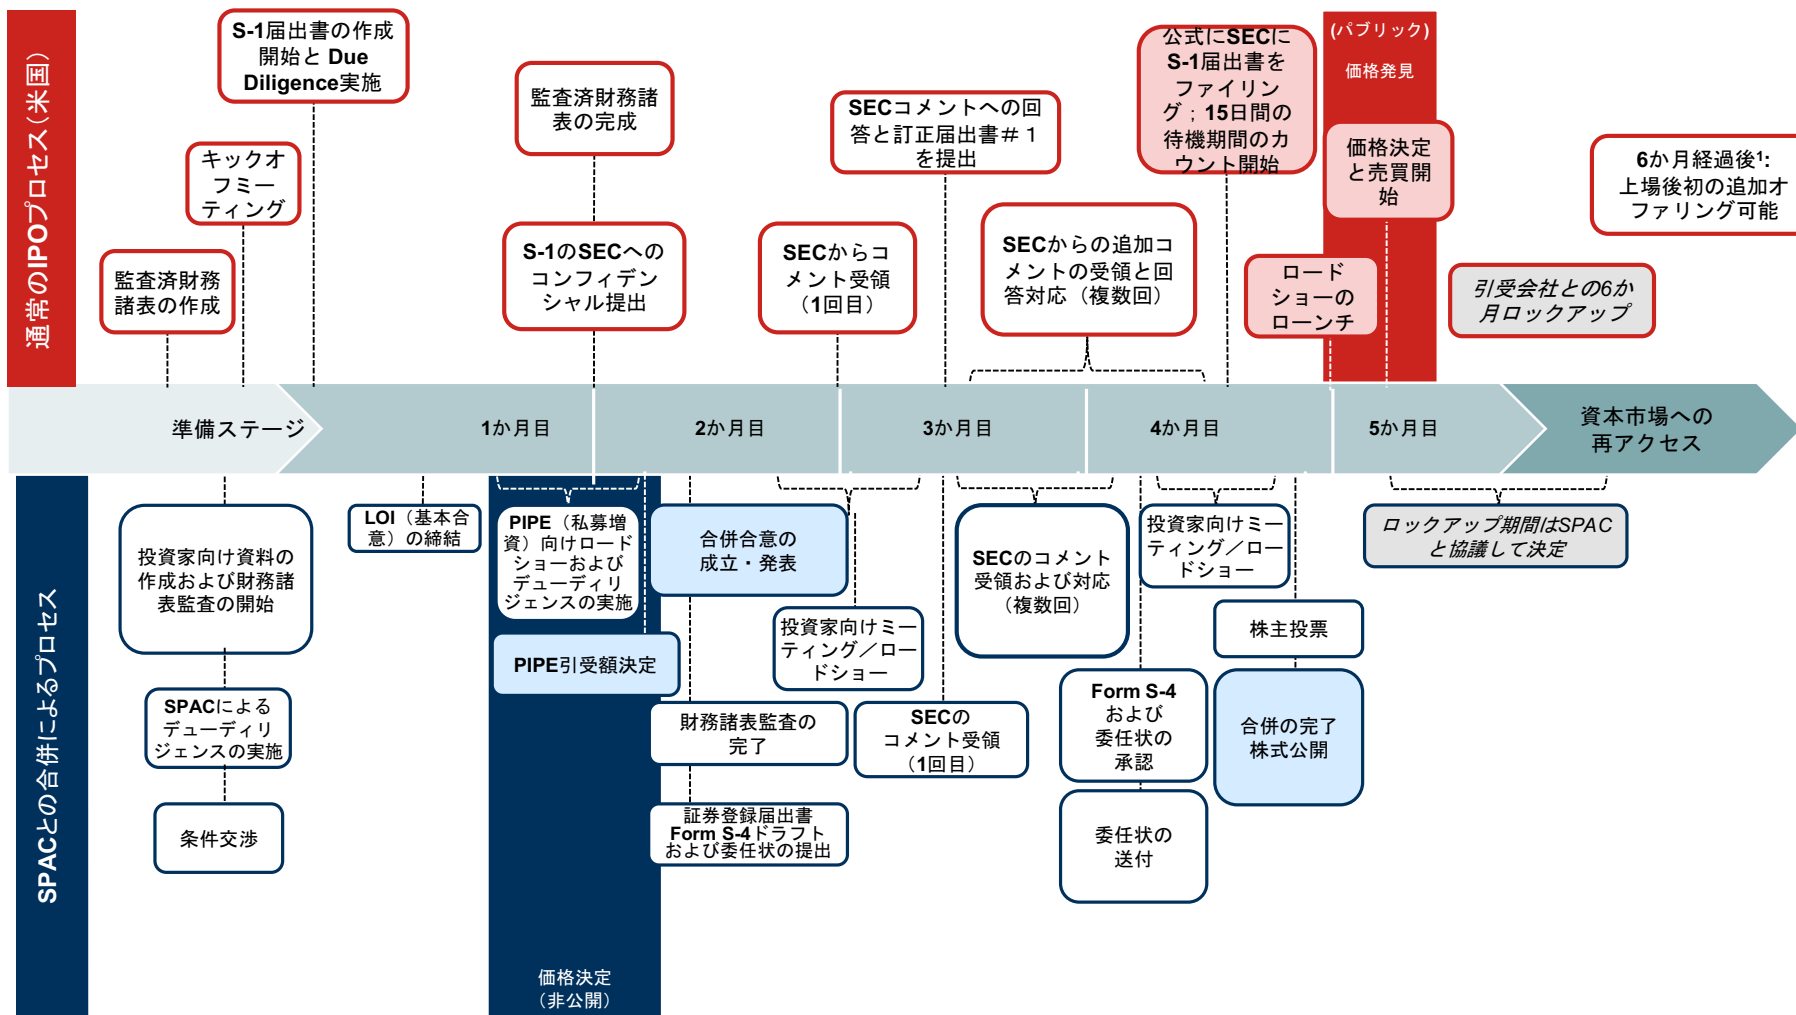 通常のIPOプロセス（米国）
S-1届出書の作成
開始と Due
Diligence実施
キックオ
フミー
ティング
監査済財務
諸表の作成
監査済財務諸
表の完成
S-1のSECへの
コンフィデン
シャル提出
SECからコ
メント受領
（1回目）
SECコメントへの回
答と訂正届出書＃１
を提出
SECからの追加コ
メントの受領と回
答対応（複数回）
公式にSECに
S-1届出書を
ファイリン
グ；15日間の
待機期間のカ
ウント開始
(パブリック)
価格発見
価格決定
と売買開
始
ロード
ショーの
ローンチ
引受会社との6か
月ロックアップ
6か月経過後1:
上場後初の追加オ
ファリング可能
準備ステージ
1か月目
2か月目
3か月目
4か月目
5か月目
資本市場への
再アクセス
SPACとの合併によるプロセス
投資家向け資料の
作成および財務諸
表監査の開始
SPACによる
デューディリ
ジェンスの実施
条件交渉
LOI（基本合
意）の締結
PIPE（私募増
資）向けロード
ショーおよび
デューディリ
ジェンスの実施
PIPE引受額決定
価格決定
（非公開）
合併合意の
成立・発表
財務諸表監査の
完了
証券登録届出書
Form S-4ドラフト
および委任状の提出
投資家向けミー
ティング／ロー
ドショー
SECの
コメント受領
（1回目）
SECのコメント
受領および対応
（複数回）
Form S-4
および
委任状の
承認
委任状の
送付
投資家向けミー
ティング／ロー
ドショー
株主投票
合併の完了
株式公開
ロックアップ期間はSPAC
と協議して決定